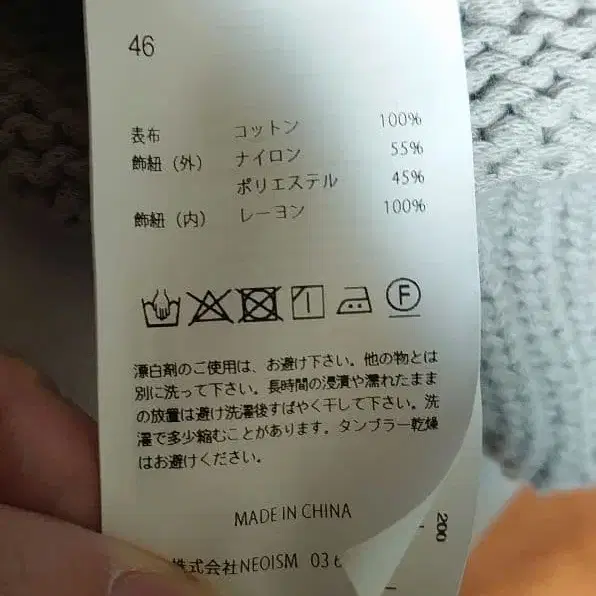 46
表布 コットン 100%
飾紐（外） ナイロン 55%
ポリエステル 45%
飾紐（内） レーヨン 100%
F
漂白剤のご使用は、お避け下さい。他の物とは
別に洗って下さい。長時間の浸漬や濡れたまま
の放置は避け洗濯後すばやく干して下さい。洗
濯で多少縮むことがあります。タンブラー乾燥
はお避けください。
MADE IN CHINA
株式会社NEOISM 03
200